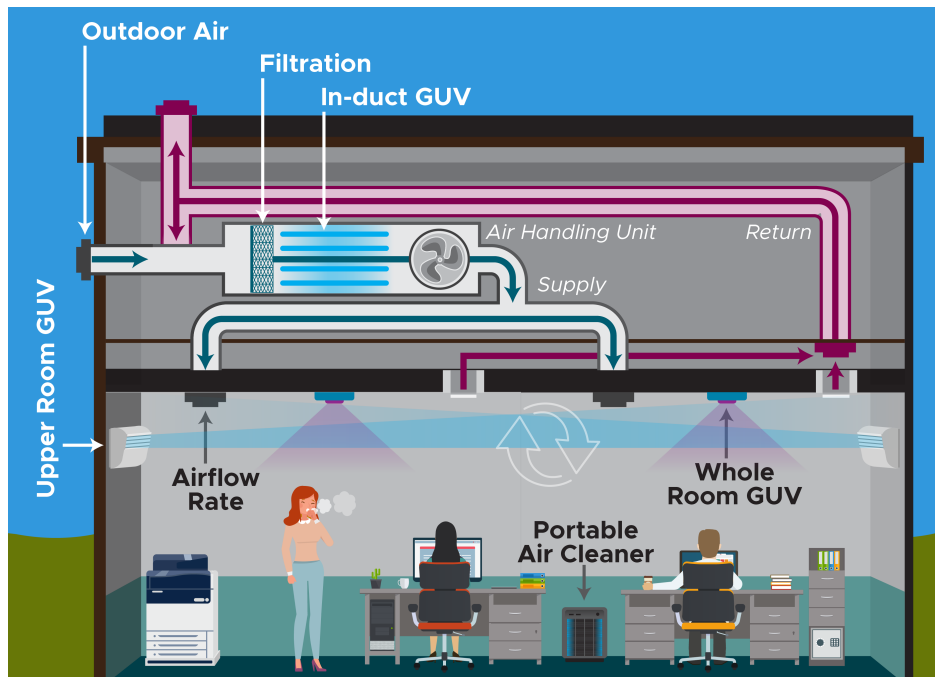 Outdoor Air
Filtration
In-duct GUV
Air Handling Unit
Return
Supply
Upper Room GUV
Airflow
Rate
Whole
Room GUV
Portable
Air Cleaner